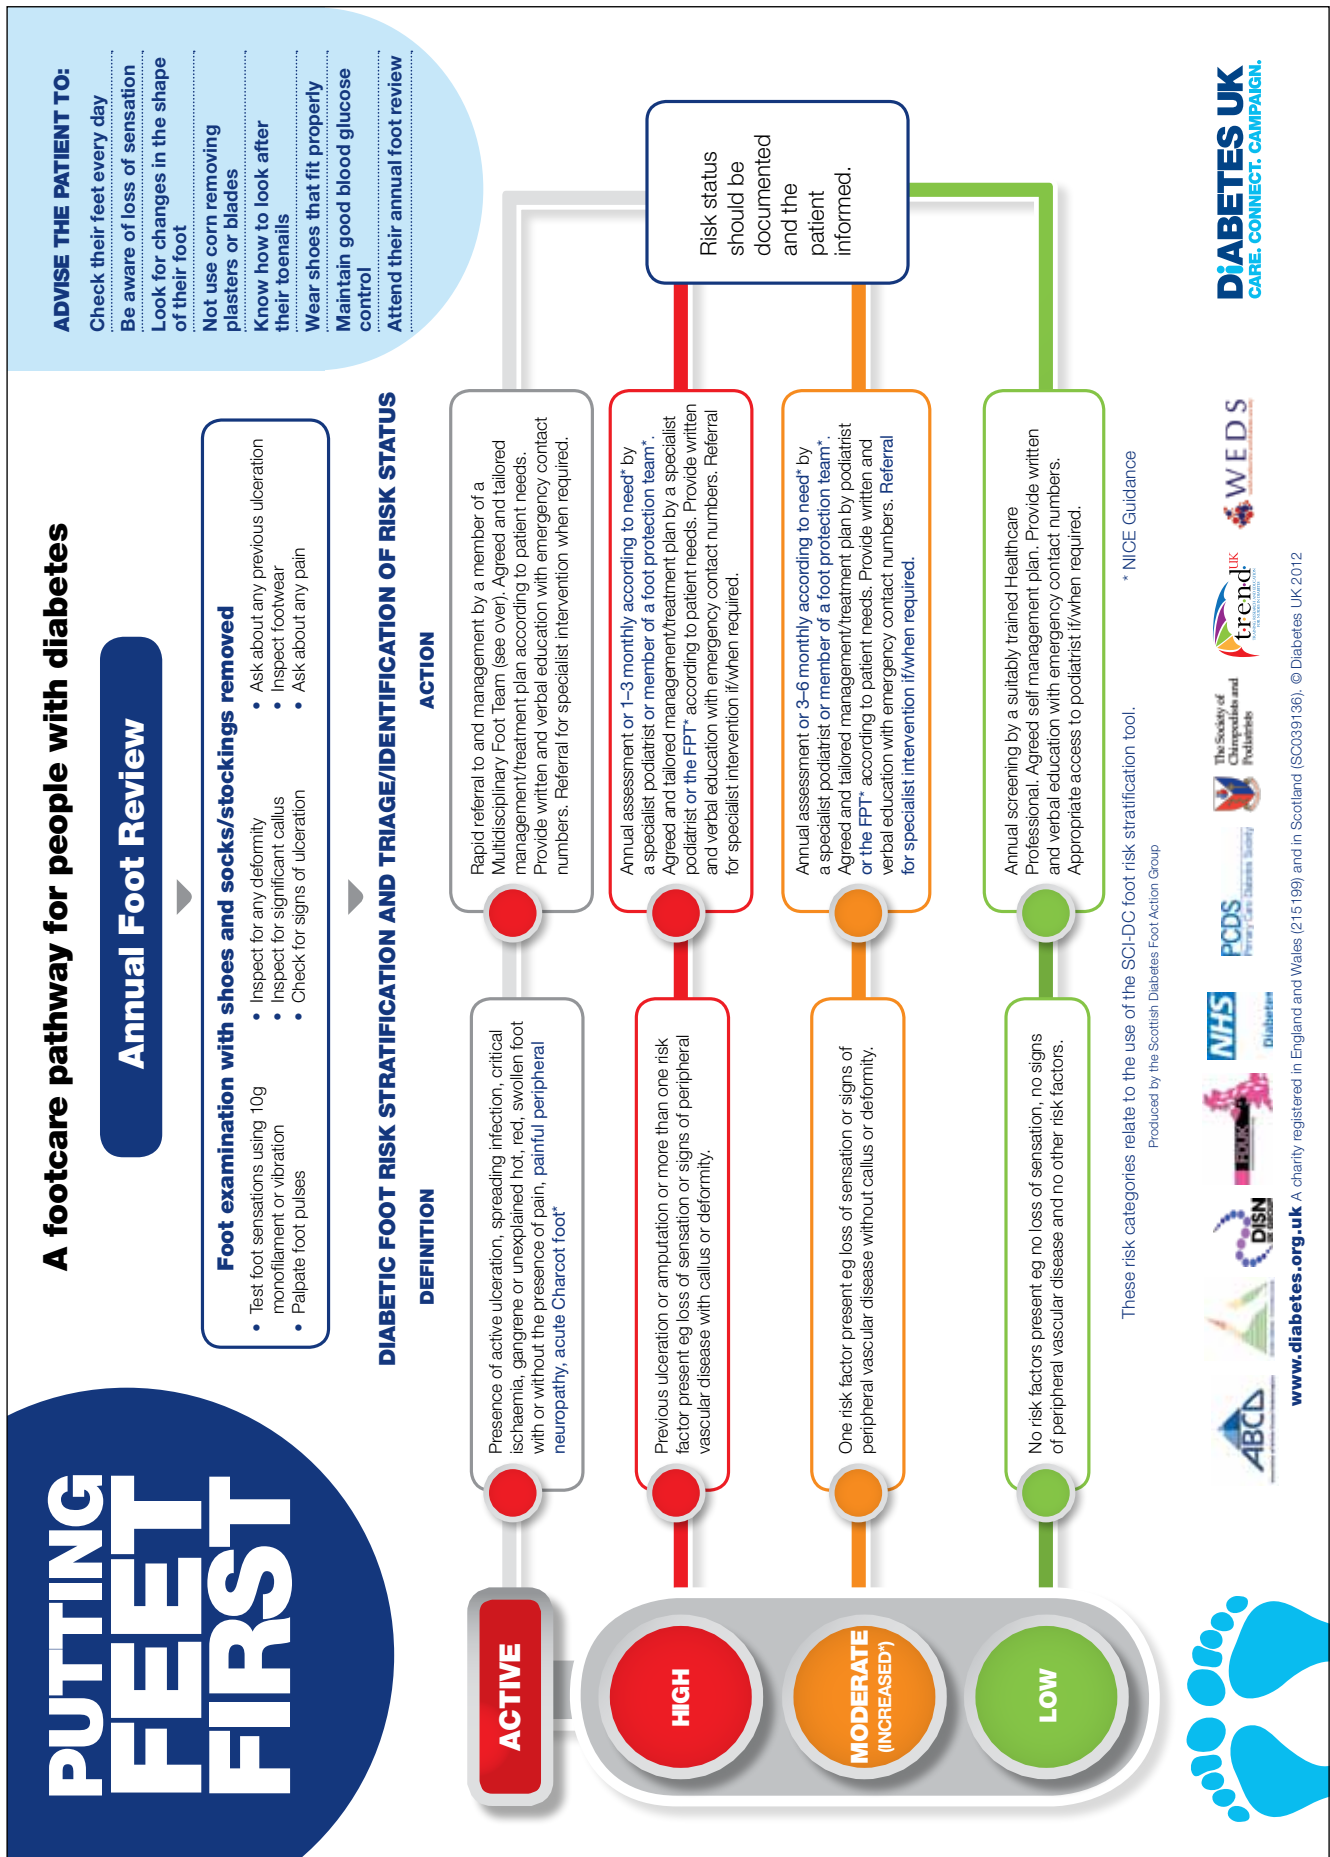 PUTTING
FEET
FIRST
A footcare pathway for people with diabetes
Annual Foot Review
Foot examination with shoes and socks/stockings removed
• Test foot sensations using 10g
monofilament or vibration
• Palpate foot pulses
• Inspect for any deformity
• Inspect for significant callus
• Check for signs of ulceration
• Ask about any previous ulceration
• Inspect footwear
• Ask about any pain
ADVISE THE PATIENT TO:
Check their feet every day
Be aware of loss of sensation
Look for changes in the shape
of their foot
Not use corn removing
plasters or blades
Know how to look after
their toenails
Wear shoes that fit properly
Maintain good blood glucose
control
Attend their annual foot review
DIABETIC FOOT RISK STRATIFICATION AND TRIAGE/IDENTIFICATION OF RISK STATUS
DEFINITION
ACTION
ACTIVE
Presence of active ulceration, spreading infection, critical
ischaemia, gangrene or unexplained hot, red, swollen foot
with or without the presence of pain, painful peripheral
neuropathy, acute Charcot foot*
Rapid referral to and management by a member of a
Multidisciplinary Foot Team (see over). Agreed and tailored
management/treatment plan according to patient needs.
Provide written and verbal education with emergency contact
numbers. Referral for specialist intervention when required.
HIGH
Previous ulceration or amputation or more than one risk
factor present eg loss of sensation or signs of peripheral
vascular disease with callus or deformity.
Annual assessment or 1–3 monthly according to need* by
a specialist podiatrist or member of a foot protection team*.
Agreed and tailored management/treatment plan by a specialist
podiatrist or the FPT* according to patient needs. Provide written
and verbal education with emergency contact numbers. Referral
for specialist intervention if/when required.
MODERATE
(INCREASED*)
One risk factor present eg loss of sensation or signs of
peripheral vascular disease without callus or deformity.
Annual assessment or 3–6 monthly according to need* by
a specialist podiatrist or member of a foot protection team*.
Agreed and tailored management/treatment plan by podiatrist
or the FPT* according to patient needs. Provide written and
verbal education with emergency contact numbers. Referral
for specialist intervention if/when required.
LOW
No risk factors present eg no loss of sensation, no signs
of peripheral vascular disease and no other risk factors.
Annual screening by a suitably trained Healthcare
Professional. Agreed self management plan. Provide written
and verbal education with emergency contact numbers.
Appropriate access to podiatrist if/when required.
Risk status
should be
documented
and the
patient
informed.
These risk categories relate to the use of the SCI-DC foot risk stratification tool.
* NICE Guidance
Produced by the Scottish Diabetes Foot Action Group
ABCD
DISN
UK GROUP
FDUK
NHS
Diabetes
PCDS
Primary Care Diabetes Society
The Society of
Chiropodists and
Podiatrists
t·r·e·n·d UK
WEDS
DiABETES UK
CARE. CONNECT. CAMPAIGN.
www.diabetes.org.uk A charity registered in England and Wales (215199) and in Scotland (SC039136). © Diabetes UK 2012